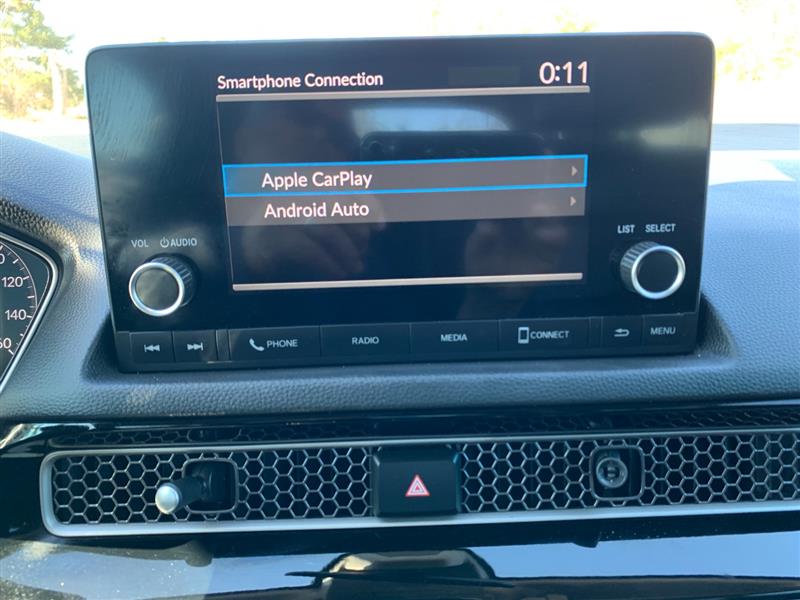 Smartphone Connection 0:11
Apple CarPlay
Android Auto
VOL AUDIO
LIST SELECT
PHONE RADIO MEDIA CONNECT MENU
120
140